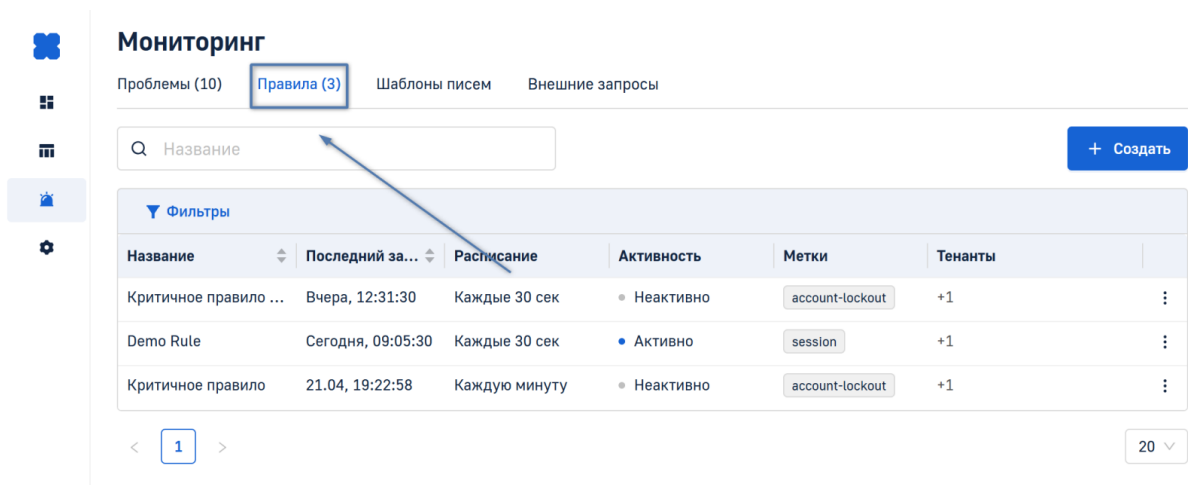 Мониторинг
Проблемы (10) Правила (3) Шаблоны писем Внешние запросы
Название + Создать
Фильтры
Название Последний за... Расписание Активность Метки Тенанты
Критичное правило ... Вчера, 12:31:30 Каждые 30 сек Неактивно account-lockout +1
Demo Rule Сегодня, 09:05:30 Каждые 30 сек Активно session +1
Критичное правило 21.04, 19:22:58 Каждую минуту Неактивно account-lockout +1
< 1 > 20